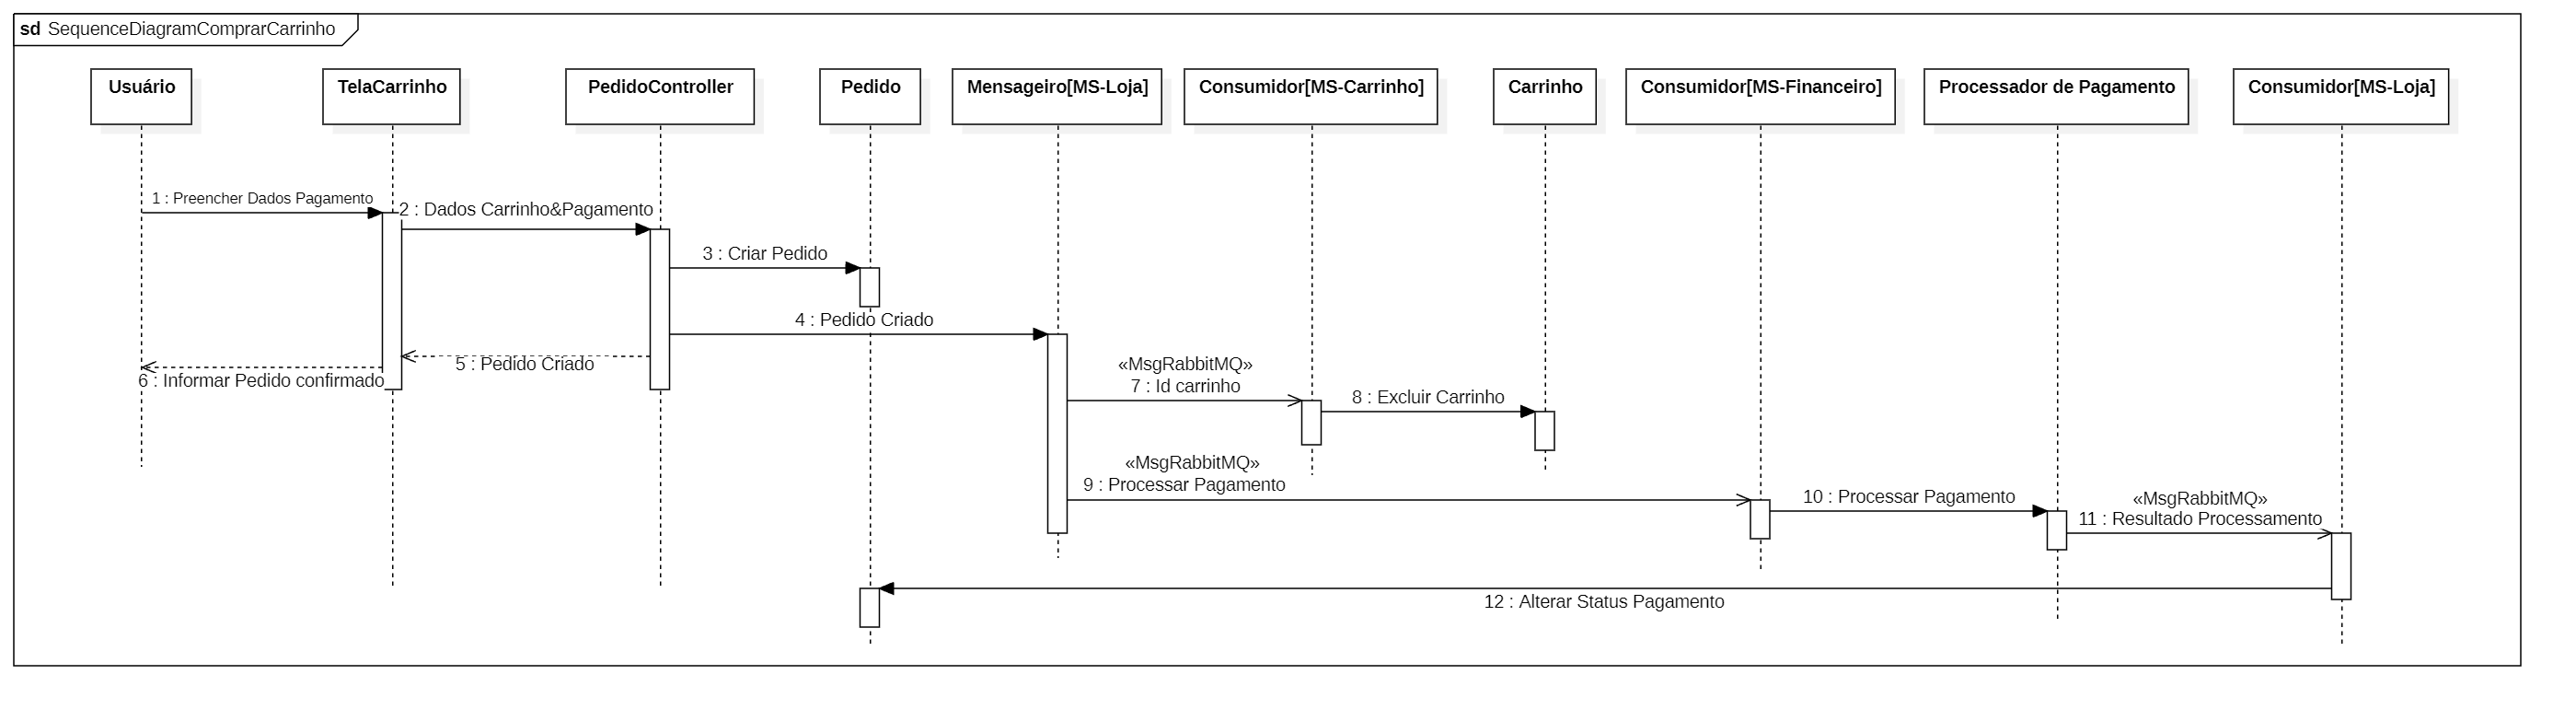 sd SequenceDiagramComprarCarrinho
Usuário
TelaCarrinho
PedidoController
Pedido
Mensageiro[MS-Loja]
Consumidor[MS-Carrinho]
Carrinho
Consumidor[MS-Financeiro]
Processador de Pagamento
Consumidor[MS-Loja]
1 : Preencher Dados Pagamento
2 : Dados Carrinho&Pagamento
3 : Criar Pedido
4 : Pedido Criado
5 : Pedido Criado
6 : Informar Pedido confirmado
«MsgRabbitMQ»
7 : Id carrinho
8 : Excluir Carrinho
«MsgRabbitMQ»
9 : Processar Pagamento
10 : Processar Pagamento
«MsgRabbitMQ»
11 : Resultado Processamento
12 : Alterar Status Pagamento